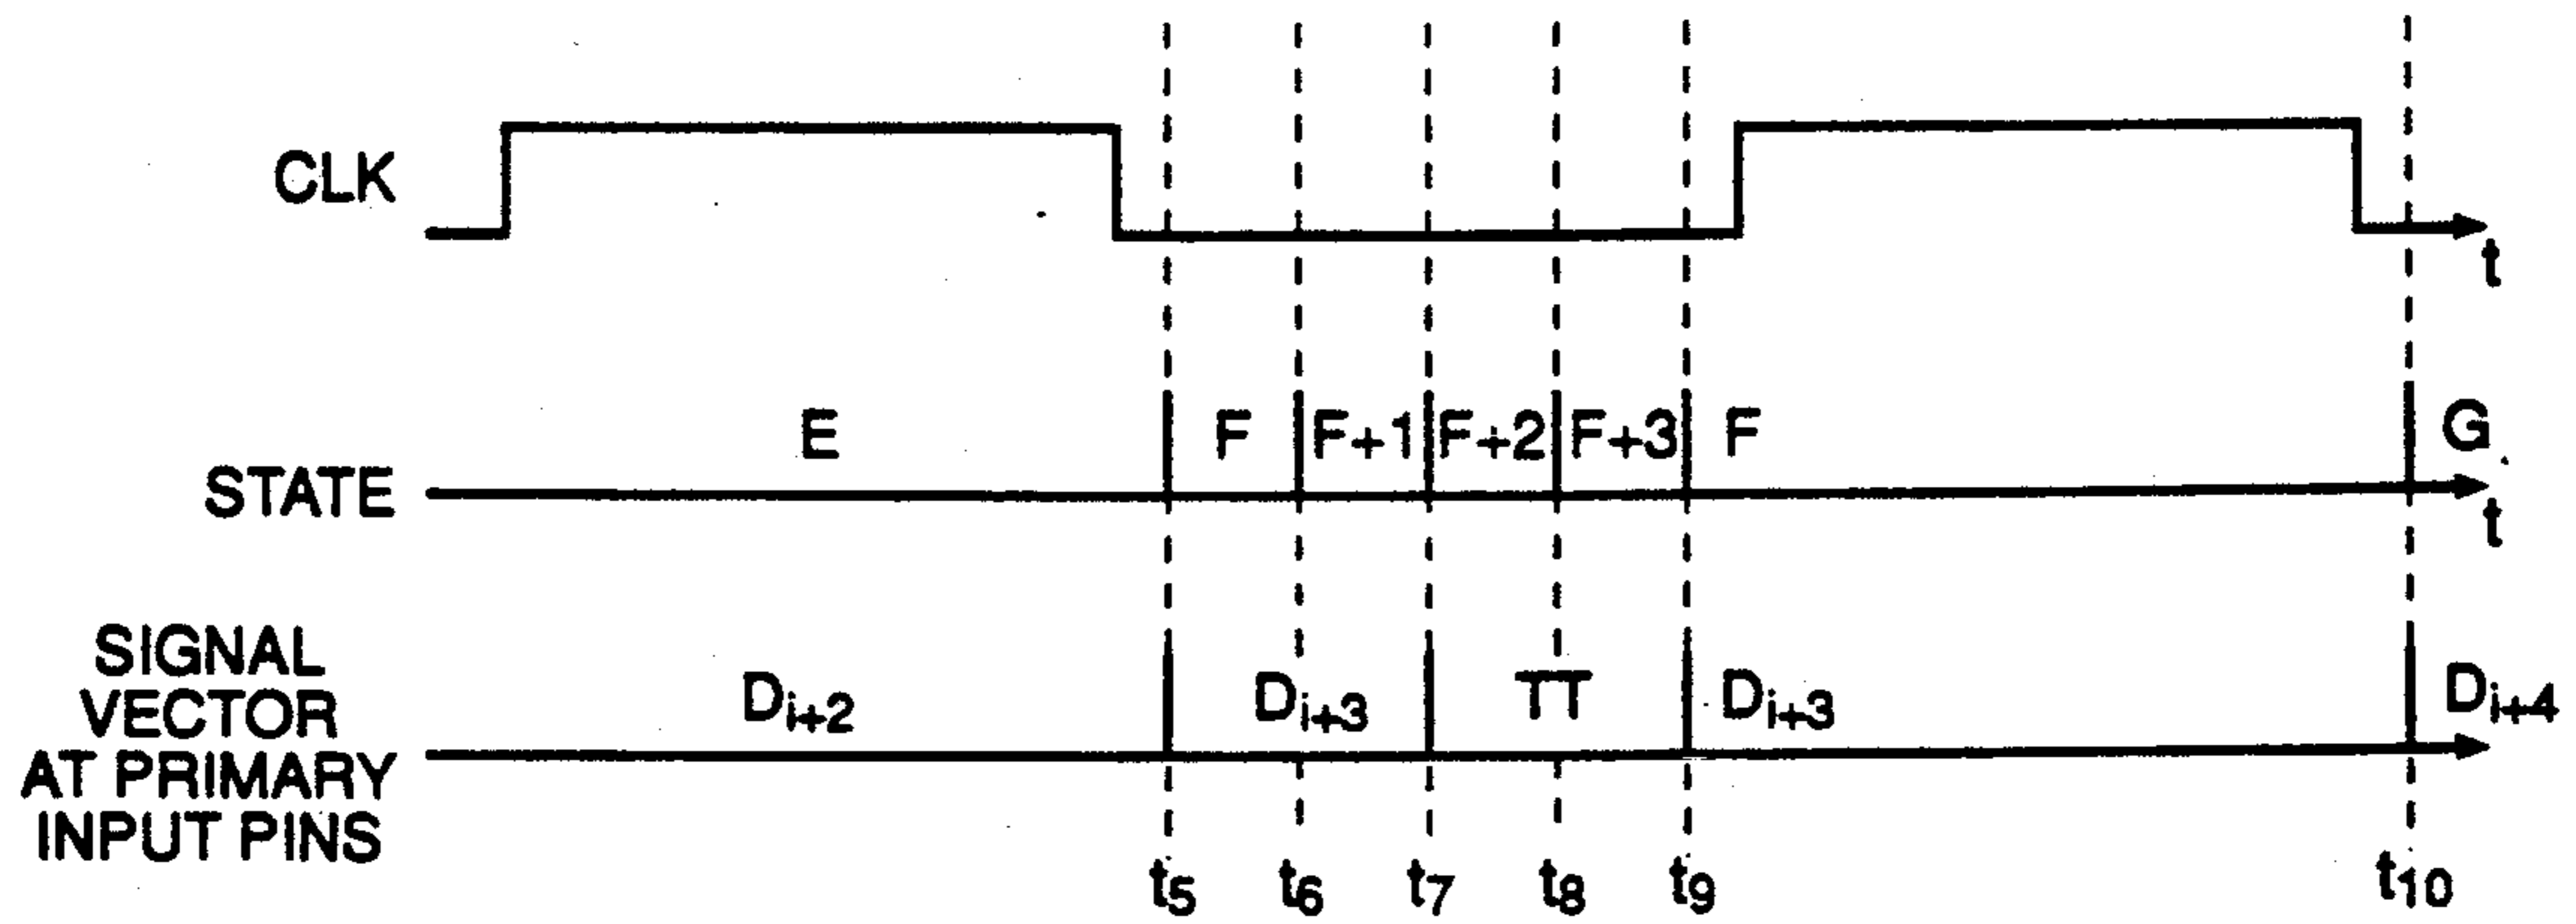 CLK
t
E F F+1 F+2 F+3 F G
STATE
t
SIGNAL
VECTOR
AT PRIMARY
INPUT PINS
Di+2 Di+3 TT Di+3 Di+4
t5 t6 t7 t8 t9 t10